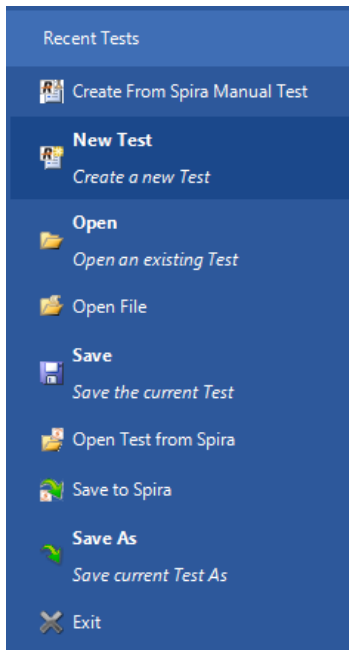 Recent Tests
Create From Spira Manual Test
New Test
Create a new Test
Open
Open an existing Test
Open File
Save
Save the current Test
Open Test from Spira
Save to Spira
Save As
Save current Test As
Exit